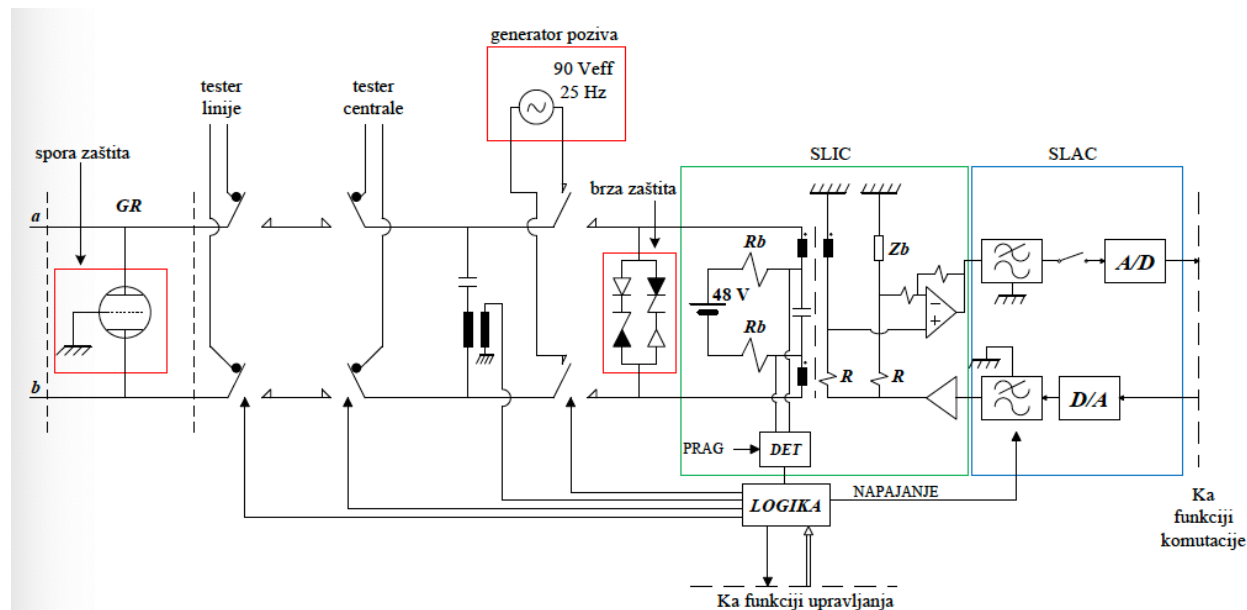 generator poziva
90 Veff
25 Hz
tester
linije
tester
centrale
spora zaštita
SLIC
SLAC
brza zaštita
a
GR
Rb
Zb
A/D
48 V
−
+
Rb
b
R
R
D/A
PRAG
DET
LOGIKA
NAPAJANJE
Ka
funkciji
komutacije
Ka funkciji upravljanja